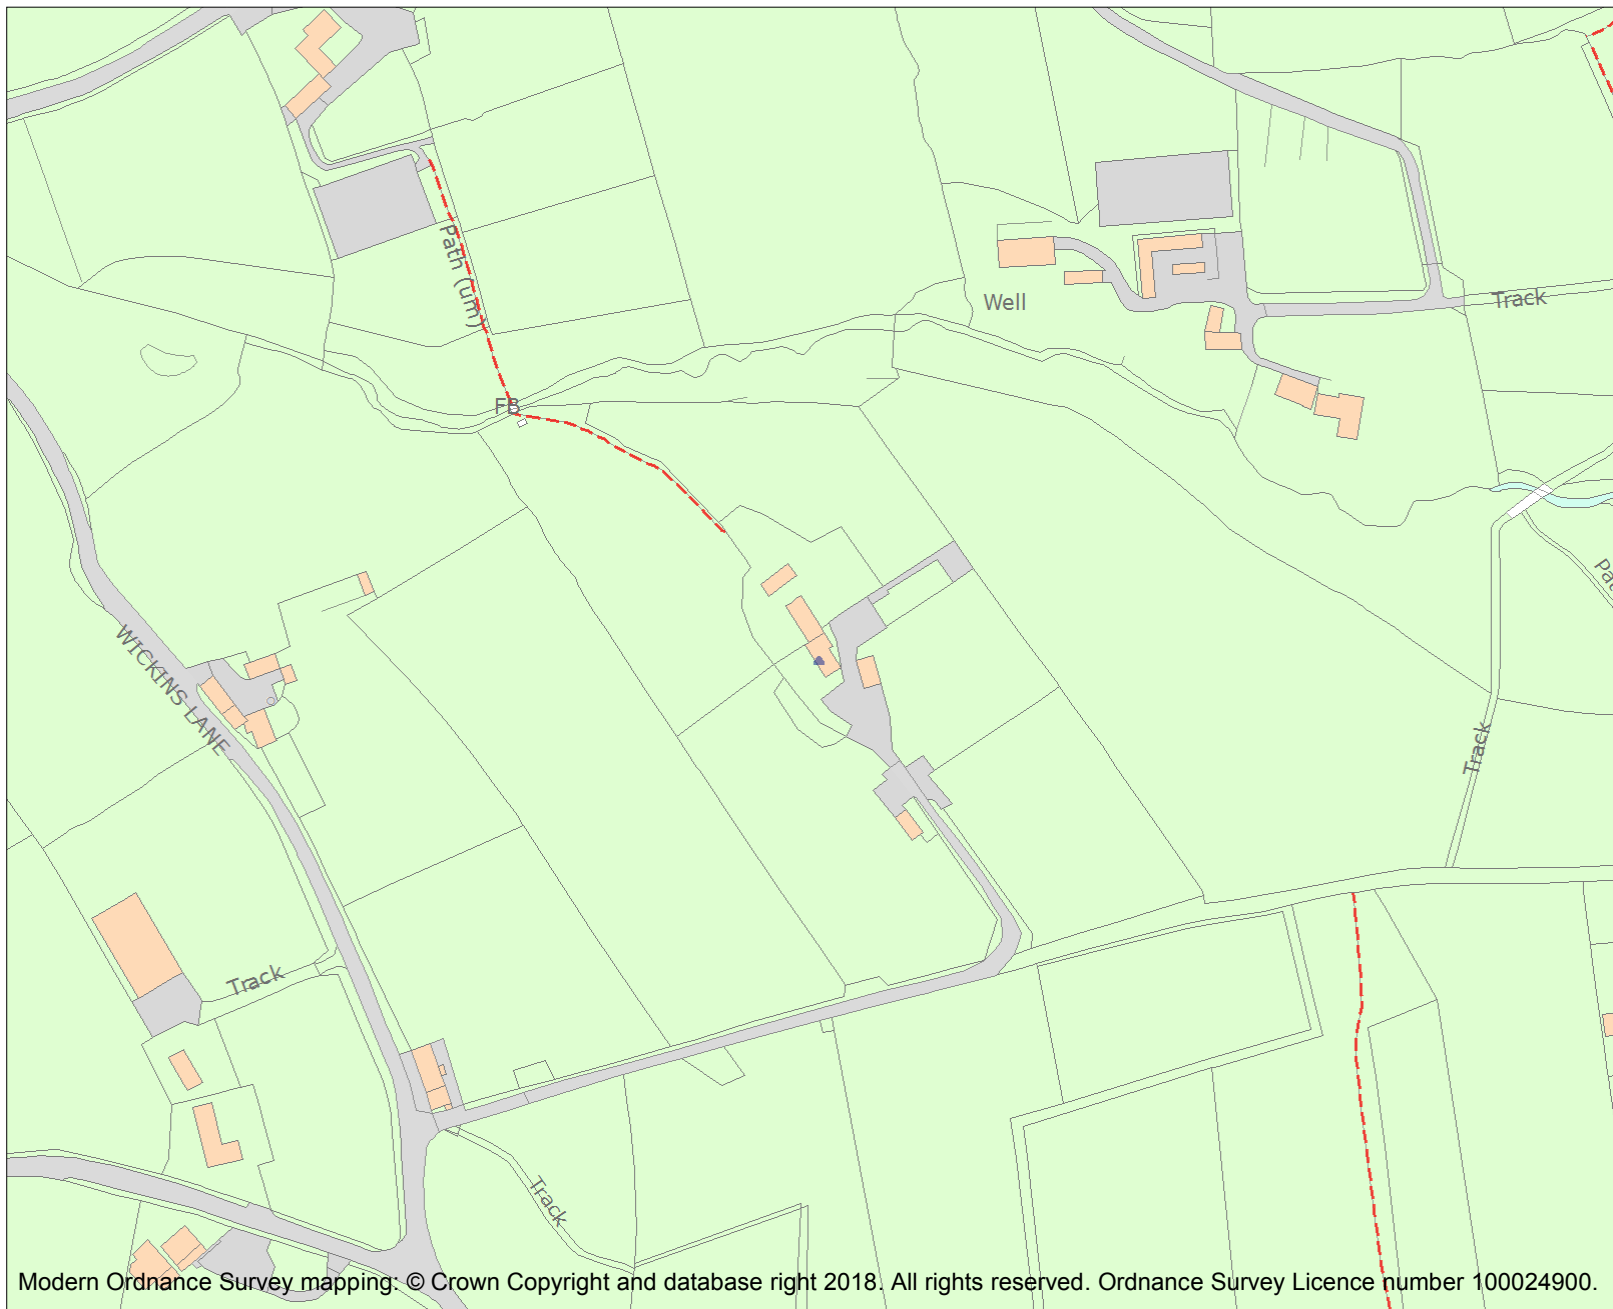 Path (um)
Well
Track
FB
Pat
WICKINS LANE
Track
Track
Track
Modern Ordnance Survey mapping: © Crown Copyright and database right 2018. All rights reserved. Ordnance Survey Licence number 100024900.